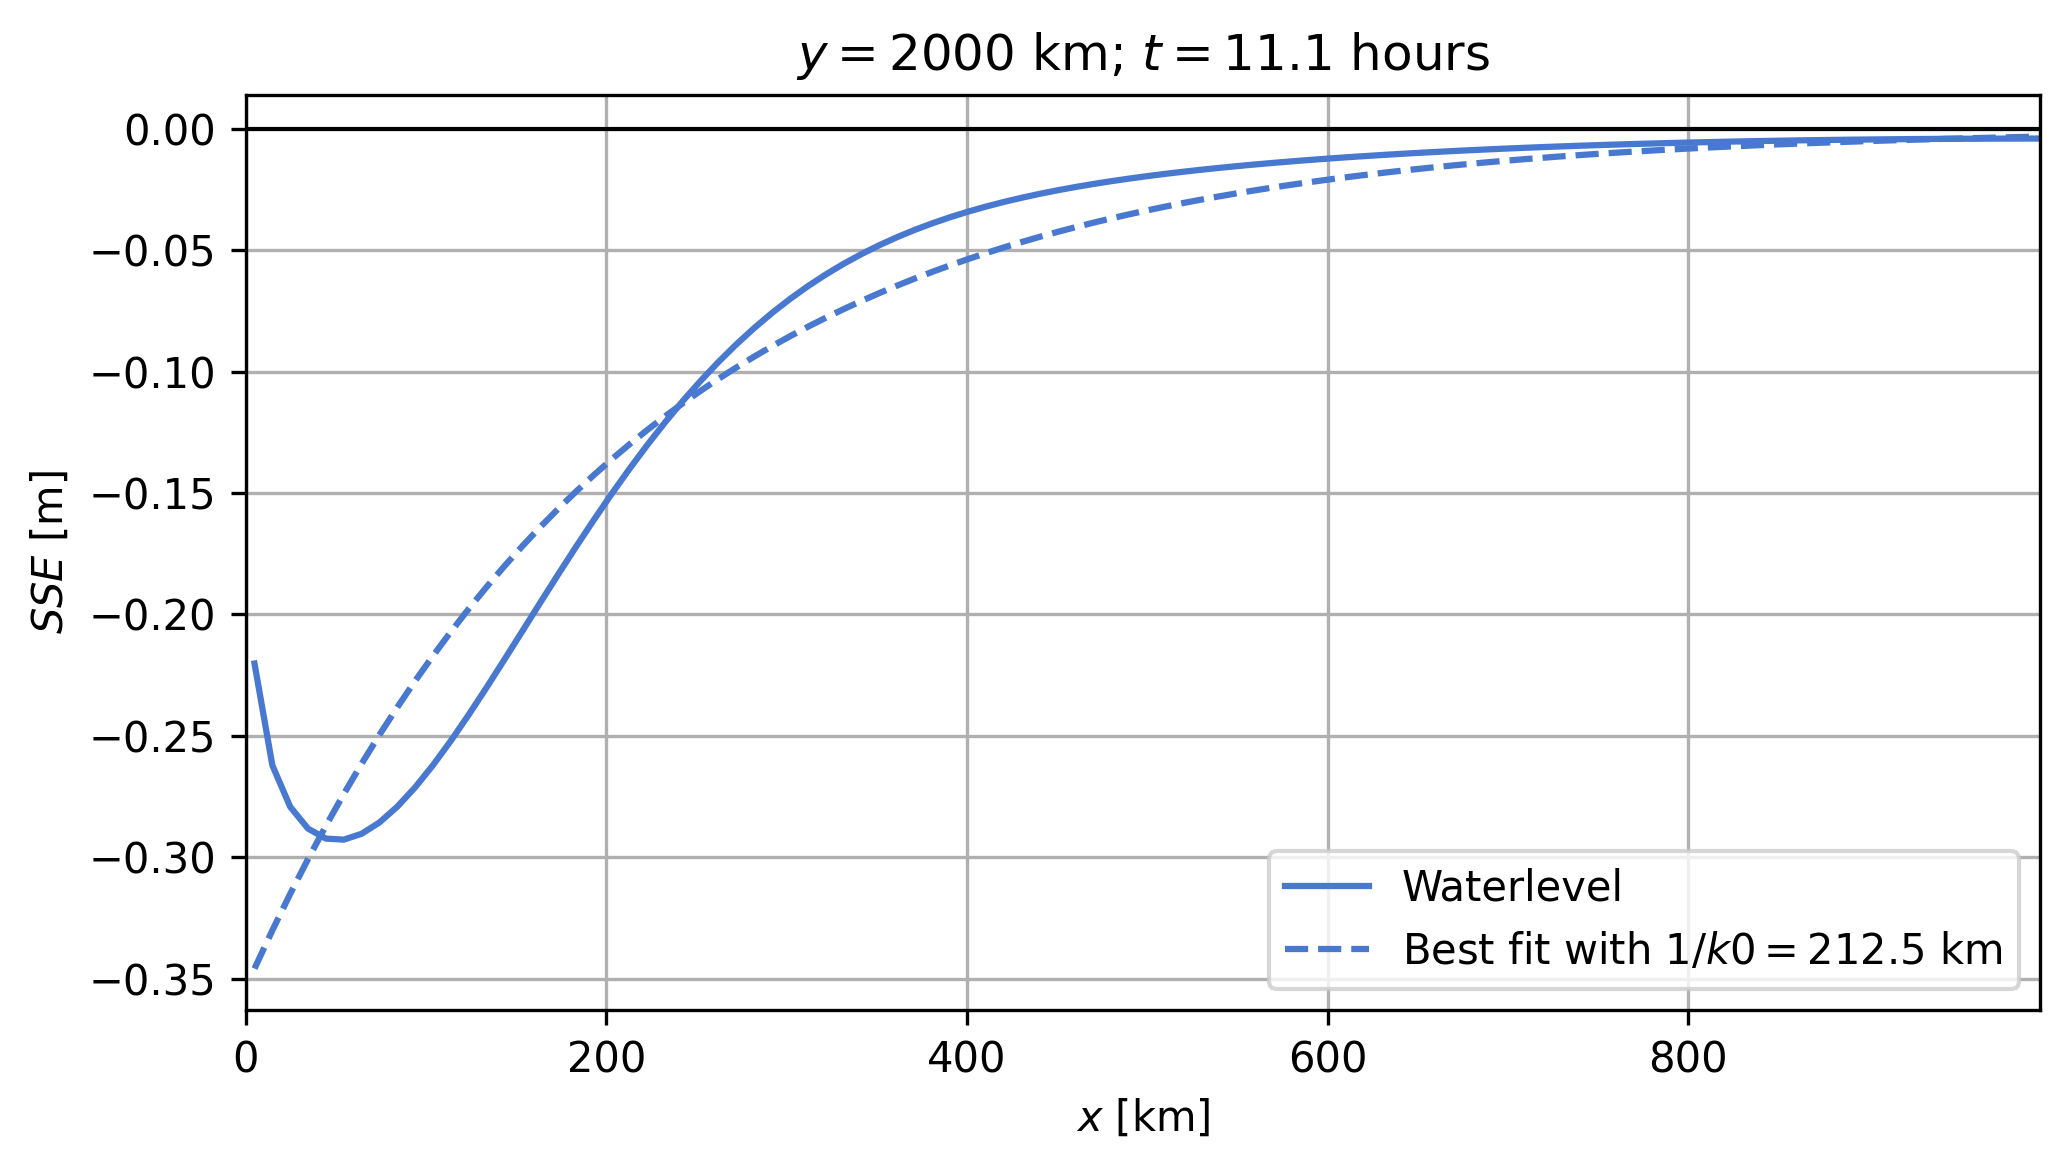 y = 2000 km; t = 11.1 hours
0.00
−0.05
−0.10
−0.15
−0.20
−0.25
−0.30
−0.35
SSE [m]
Waterlevel
Best fit with 1/k0 = 212.5 km
0 200 400 600 800
x [km]